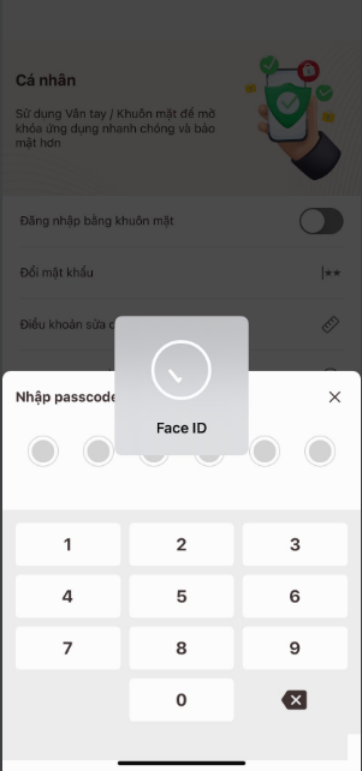 Cá nhân
Sử dụng Vân tay / Khuôn mặt để mở
khóa ứng dụng nhanh chóng và bảo
mật hơn
Đăng nhập bằng khuôn mặt
Đổi mật khẩu
|**
Điều khoản sửa
Nhập passcode
Face ID
1 2 3
4 5 6
7 8 9
0